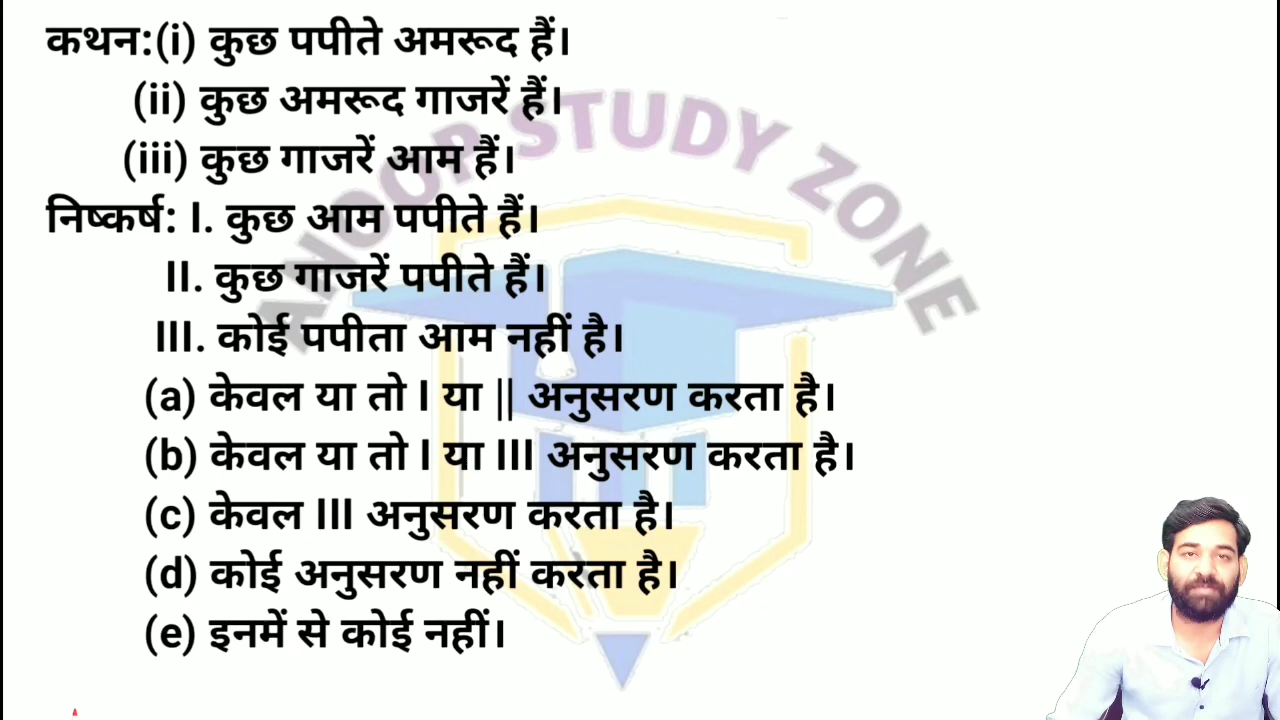 कथन:(i) कुछ पपीते अमरूद हैं।
(ii) कुछ अमरूद गाजरें हैं।
(iii) कुछ गाजरें आम हैं।
निष्कर्ष: I. कुछ आम पपीते हैं।
II. कुछ गाजरें पपीते हैं।
III. कोई पपीता आम नहीं है।
(a) केवल या तो I या || अनुसरण करता है।
(b) केवल या तो I या III अनुसरण करता है।
(c) केवल III अनुसरण करता है।
(d) कोई अनुसरण नहीं करता है।
(e) इनमें से कोई नहीं।
ANOOP STUDY ZONE